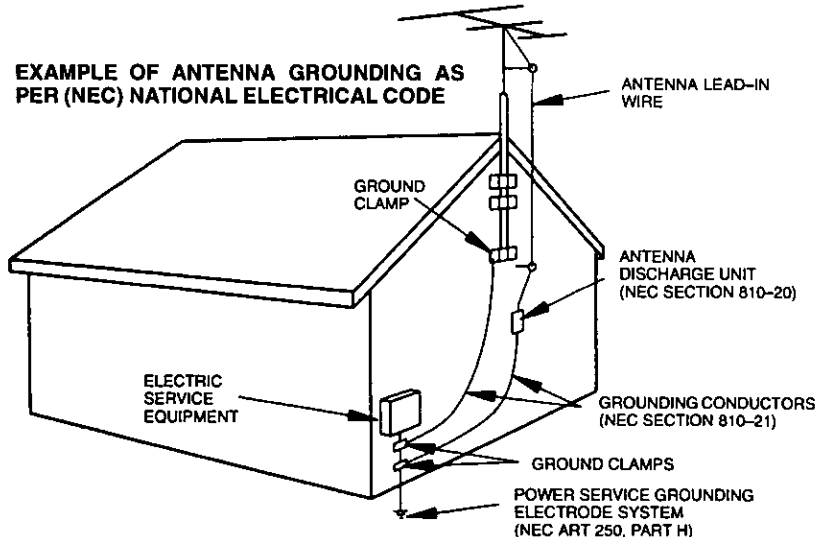 EXAMPLE OF ANTENNA GROUNDING AS
PER (NEC) NATIONAL ELECTRICAL CODE
ANTENNA LEAD-IN
WIRE
GROUND
CLAMP
ANTENNA
DISCHARGE UNIT
(NEC SECTION 810-20)
ELECTRIC
SERVICE
EQUIPMENT
GROUNDING CONDUCTORS
(NEC SECTION 810-21)
GROUND CLAMPS
POWER SERVICE GROUNDING
ELECTRODE SYSTEM
(NEC ART 250, PART H)